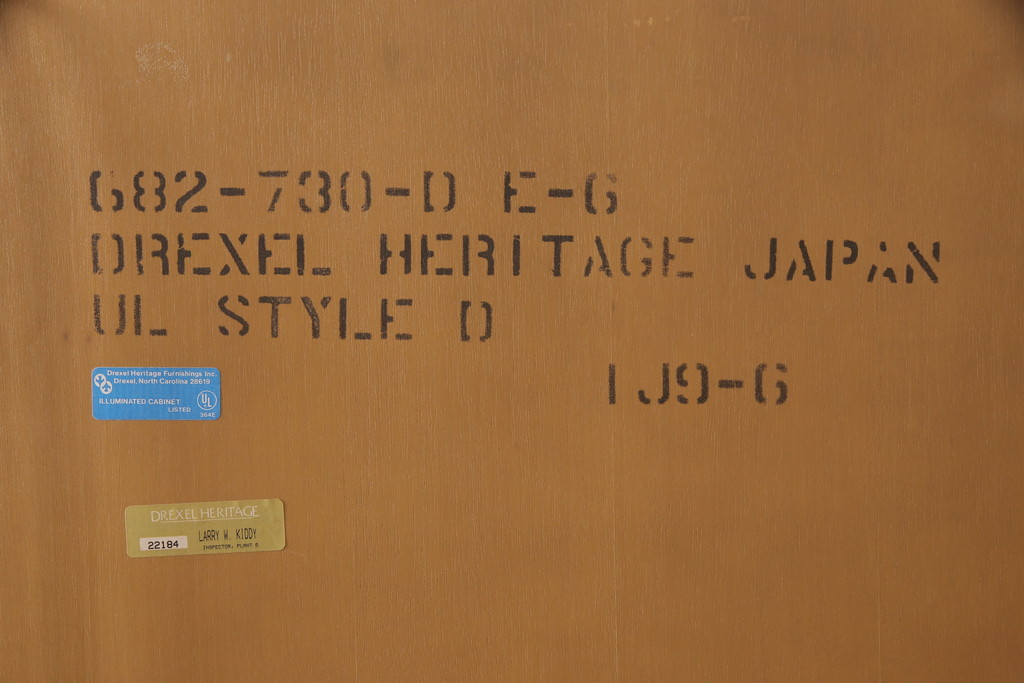 682-730-D E-6
DREXEL HERITAGE JAPAN
UL STYLE D
1J9-6
Drexel Heritage Furnishings Inc.
Drexel, North Carolina 28619
ILLUMINATED CABINET
LISTED
UL
364E
DREXEL HERITAGE
LARRY W. KIDDY
22184
INSPECTOR, PLANT 6